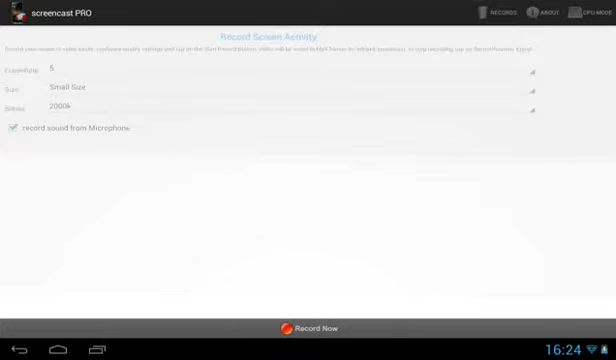 screencast PRO
RECORDS
ABOUT
CPU MODE
Record Screen Activity
Framerate: 5
Size: Small Size
Bitrate: 2000k
record sound from Microphone
Record Now
16:24